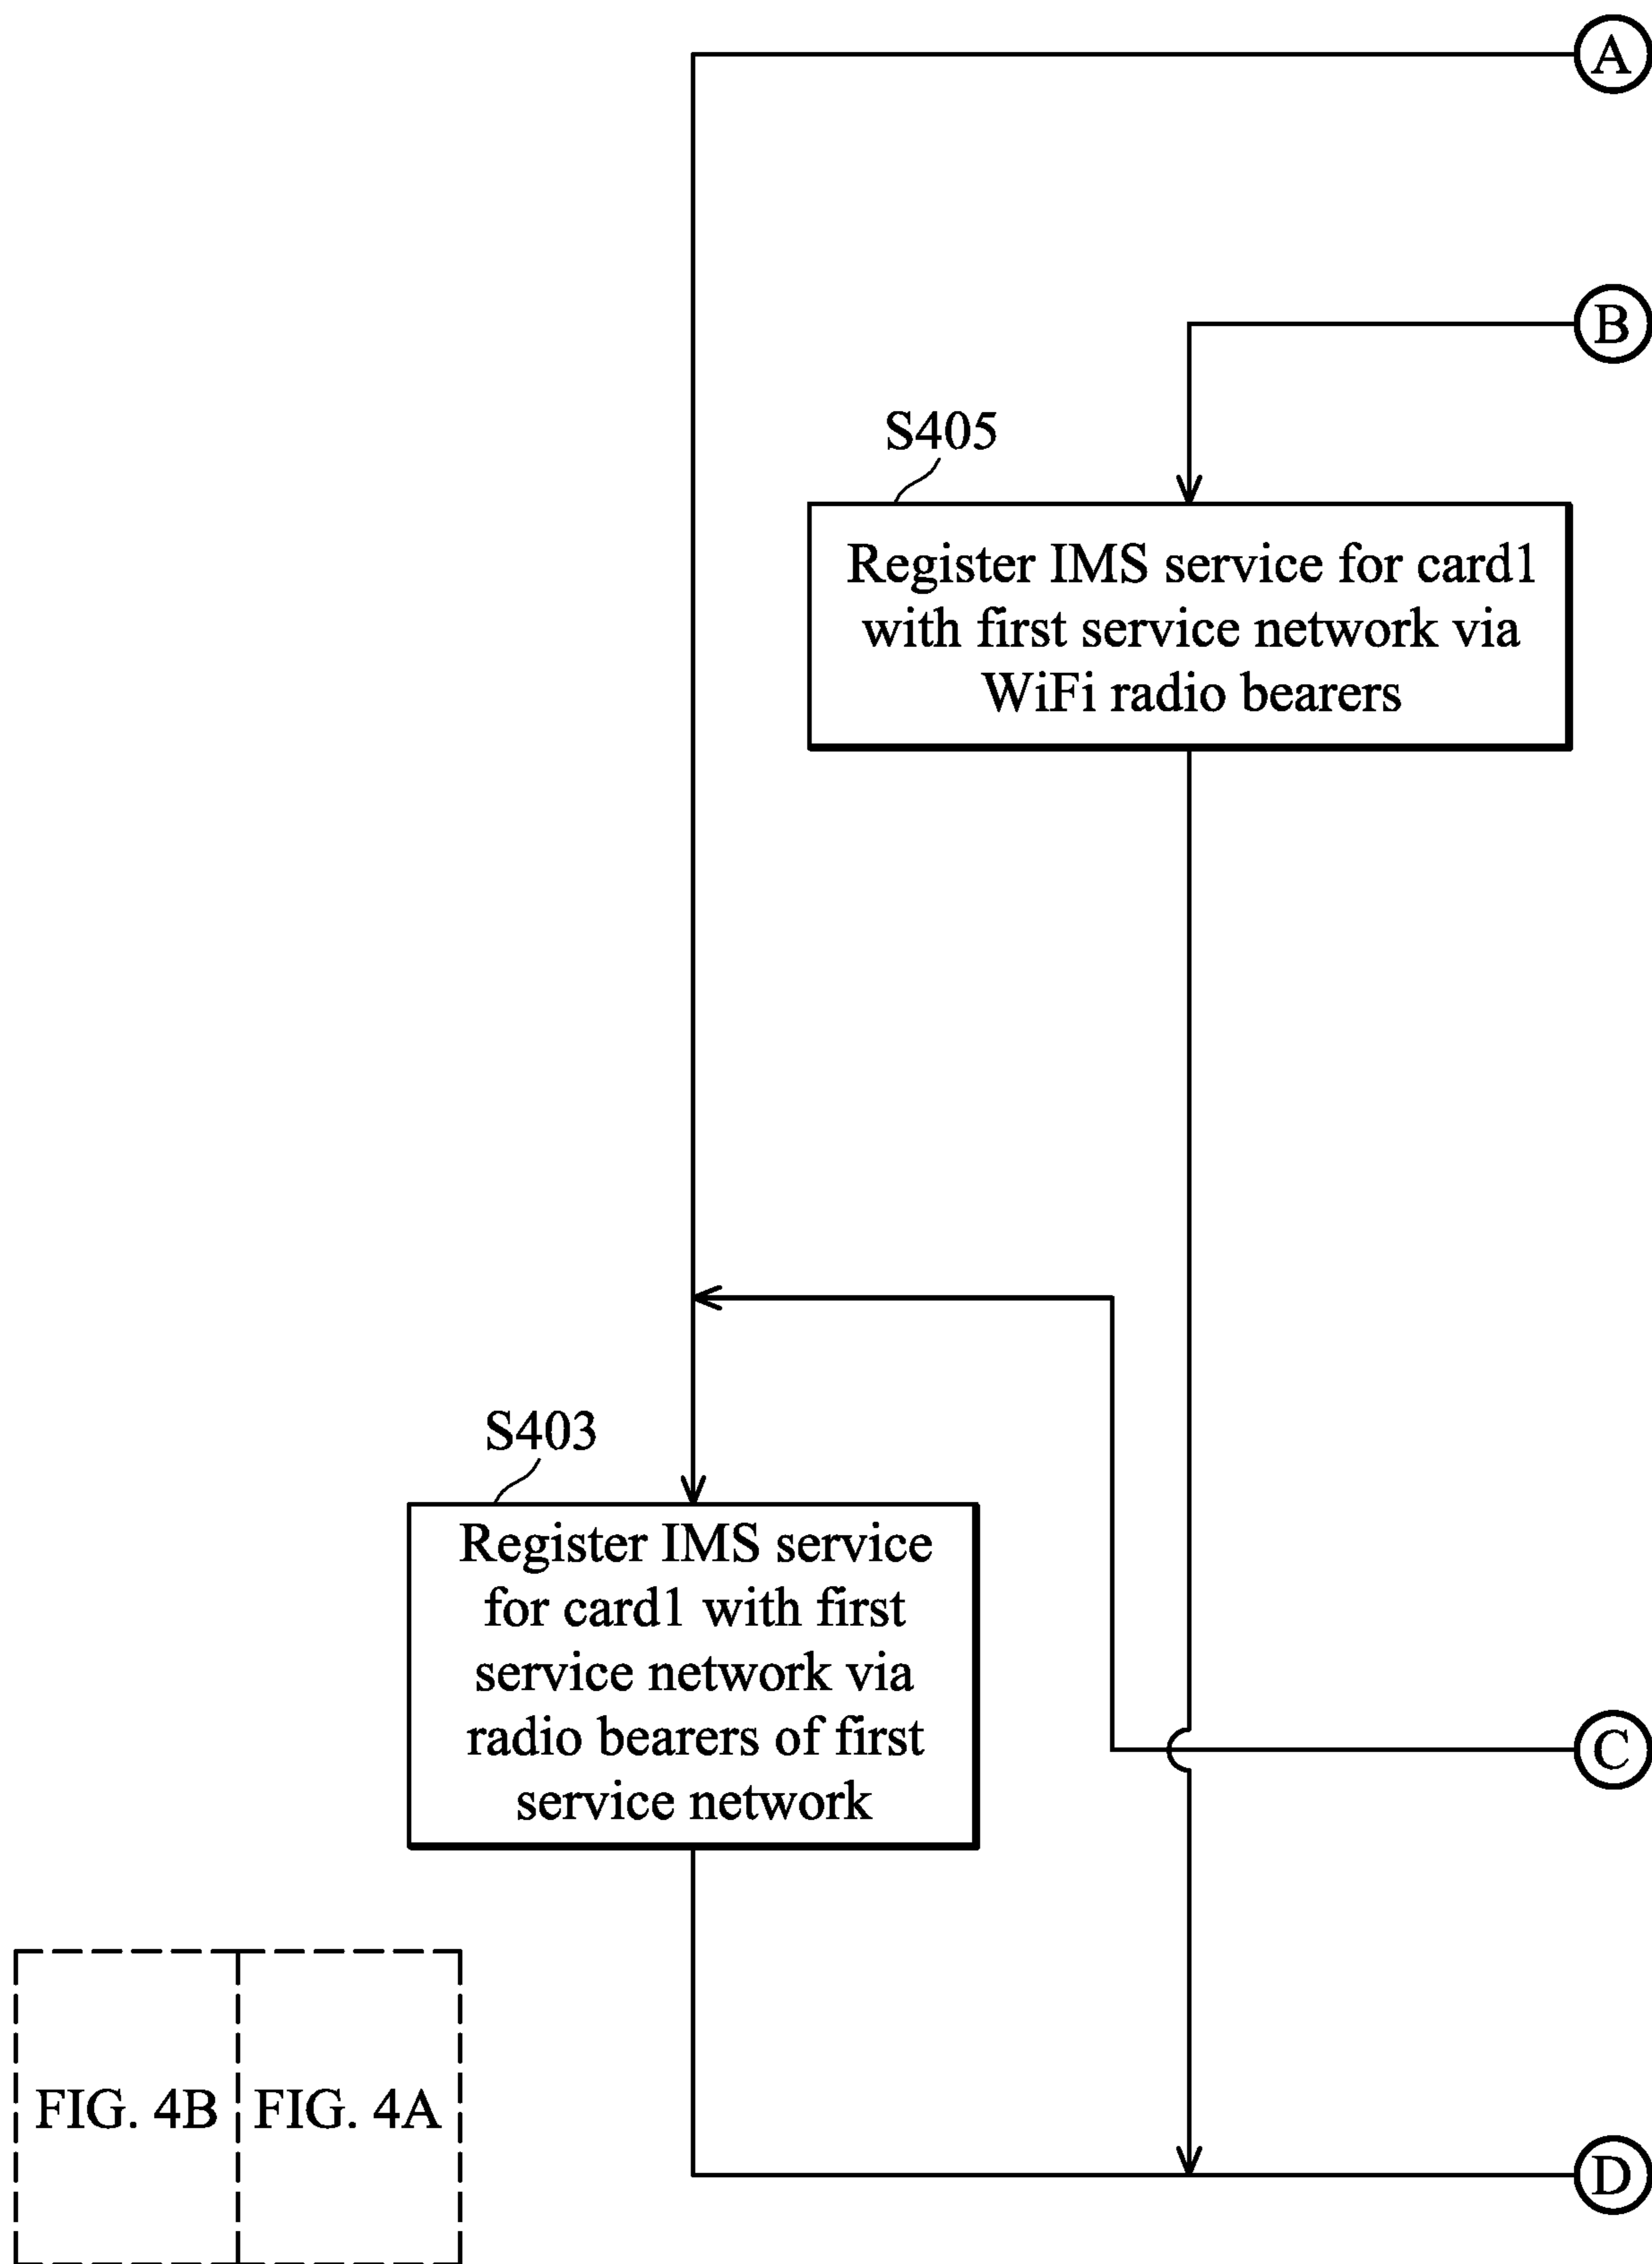 A
B
S405
Register IMS service for card1
with first service network via
WiFi radio bearers
S403
Register IMS service
for card1 with first
service network via
radio bearers of first
service network
C
FIG. 4B
FIG. 4A
D